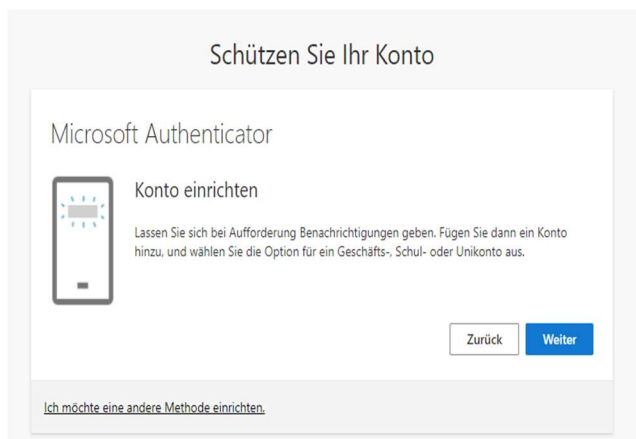 Schützen Sie Ihr Konto
Microsoft Authenticator
Konto einrichten
Lassen Sie sich bei Aufforderung Benachrichtigungen geben. Fügen Sie dann ein Konto
hinzu, und wählen Sie die Option für ein Geschäfts-, Schul- oder Unikonto aus.
Zurück Weiter
Ich möchte eine andere Methode einrichten.